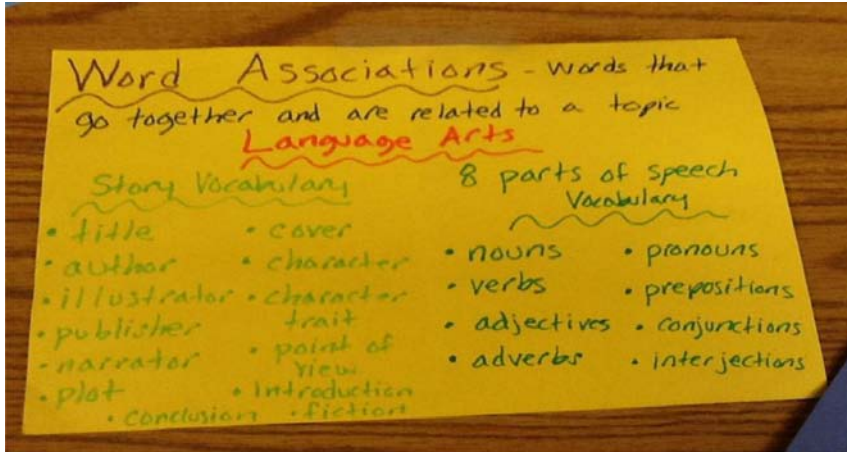 Word Associations - words that
go together and are related to a topic
Language Arts
Story Vocabulary
• title • cover
• author • character
• illustrator • character
trait
• publisher • point of
view
• narrator
• plot • Introduction
• conclusion • fiction
8 parts of speech
Vocabulary
• nouns • pronouns
• verbs • prepositions
• adjectives • conjunctions
• adverbs • interjections